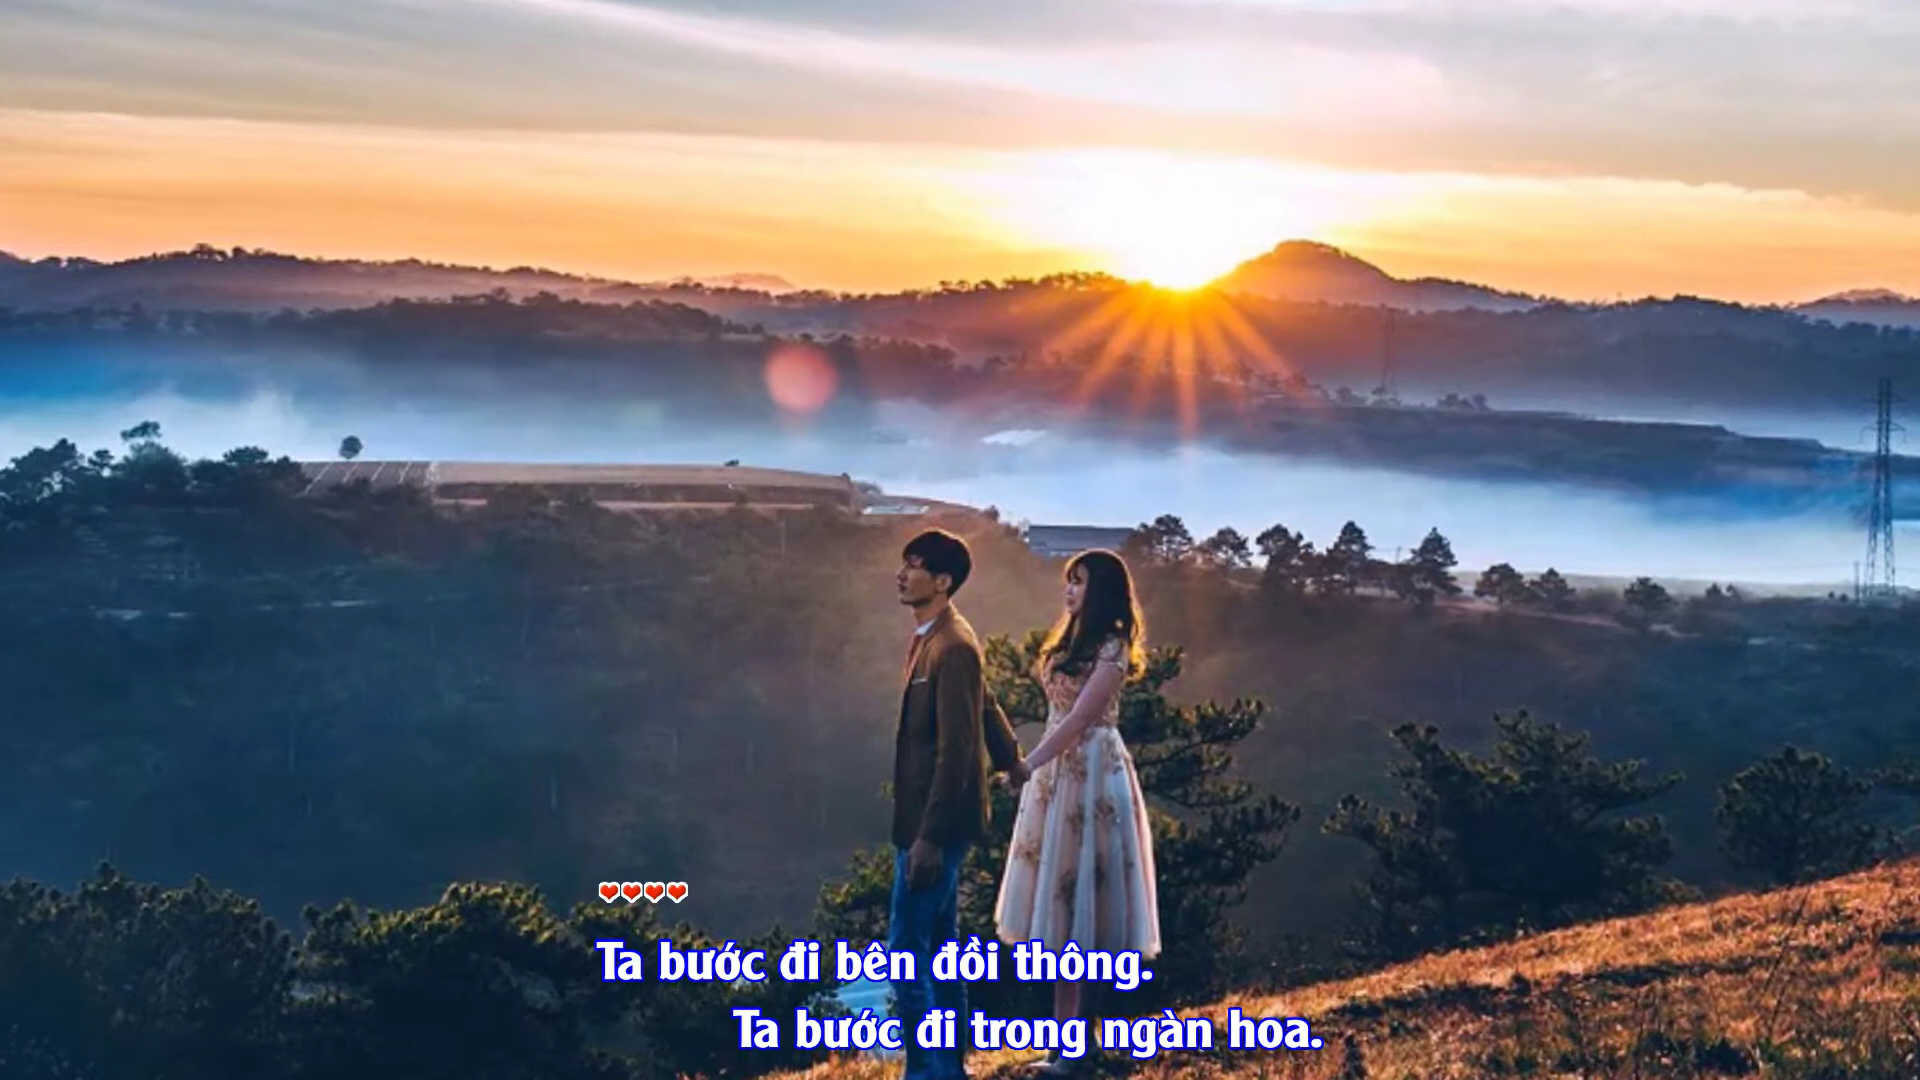 Ta bước đi bên đồi thông.
Ta bước đi trong ngàn hoa.